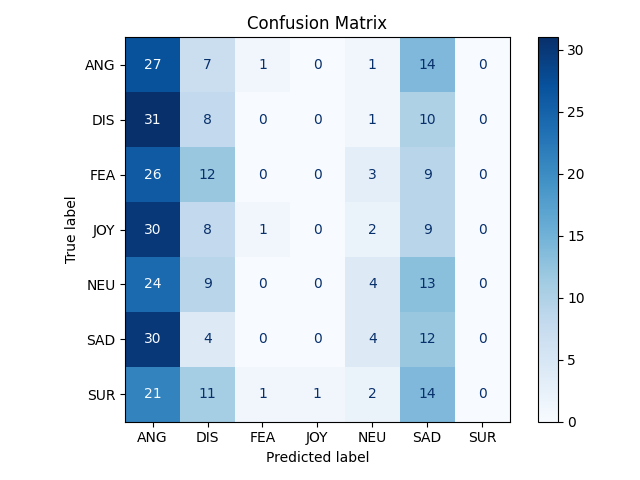 Confusion Matrix
ANG 27 7 1 0 1 14 0
DIS 31 8 0 0 1 10 0
FEA 26 12 0 0 3 9 0
JOY 30 8 1 0 2 9 0
NEU 24 9 0 0 4 13 0
SAD 30 4 0 0 4 12 0
SUR 21 11 1 1 2 14 0
ANG DIS FEA JOY NEU SAD SUR
Predicted label
True label
30
25
20
15
10
5
0